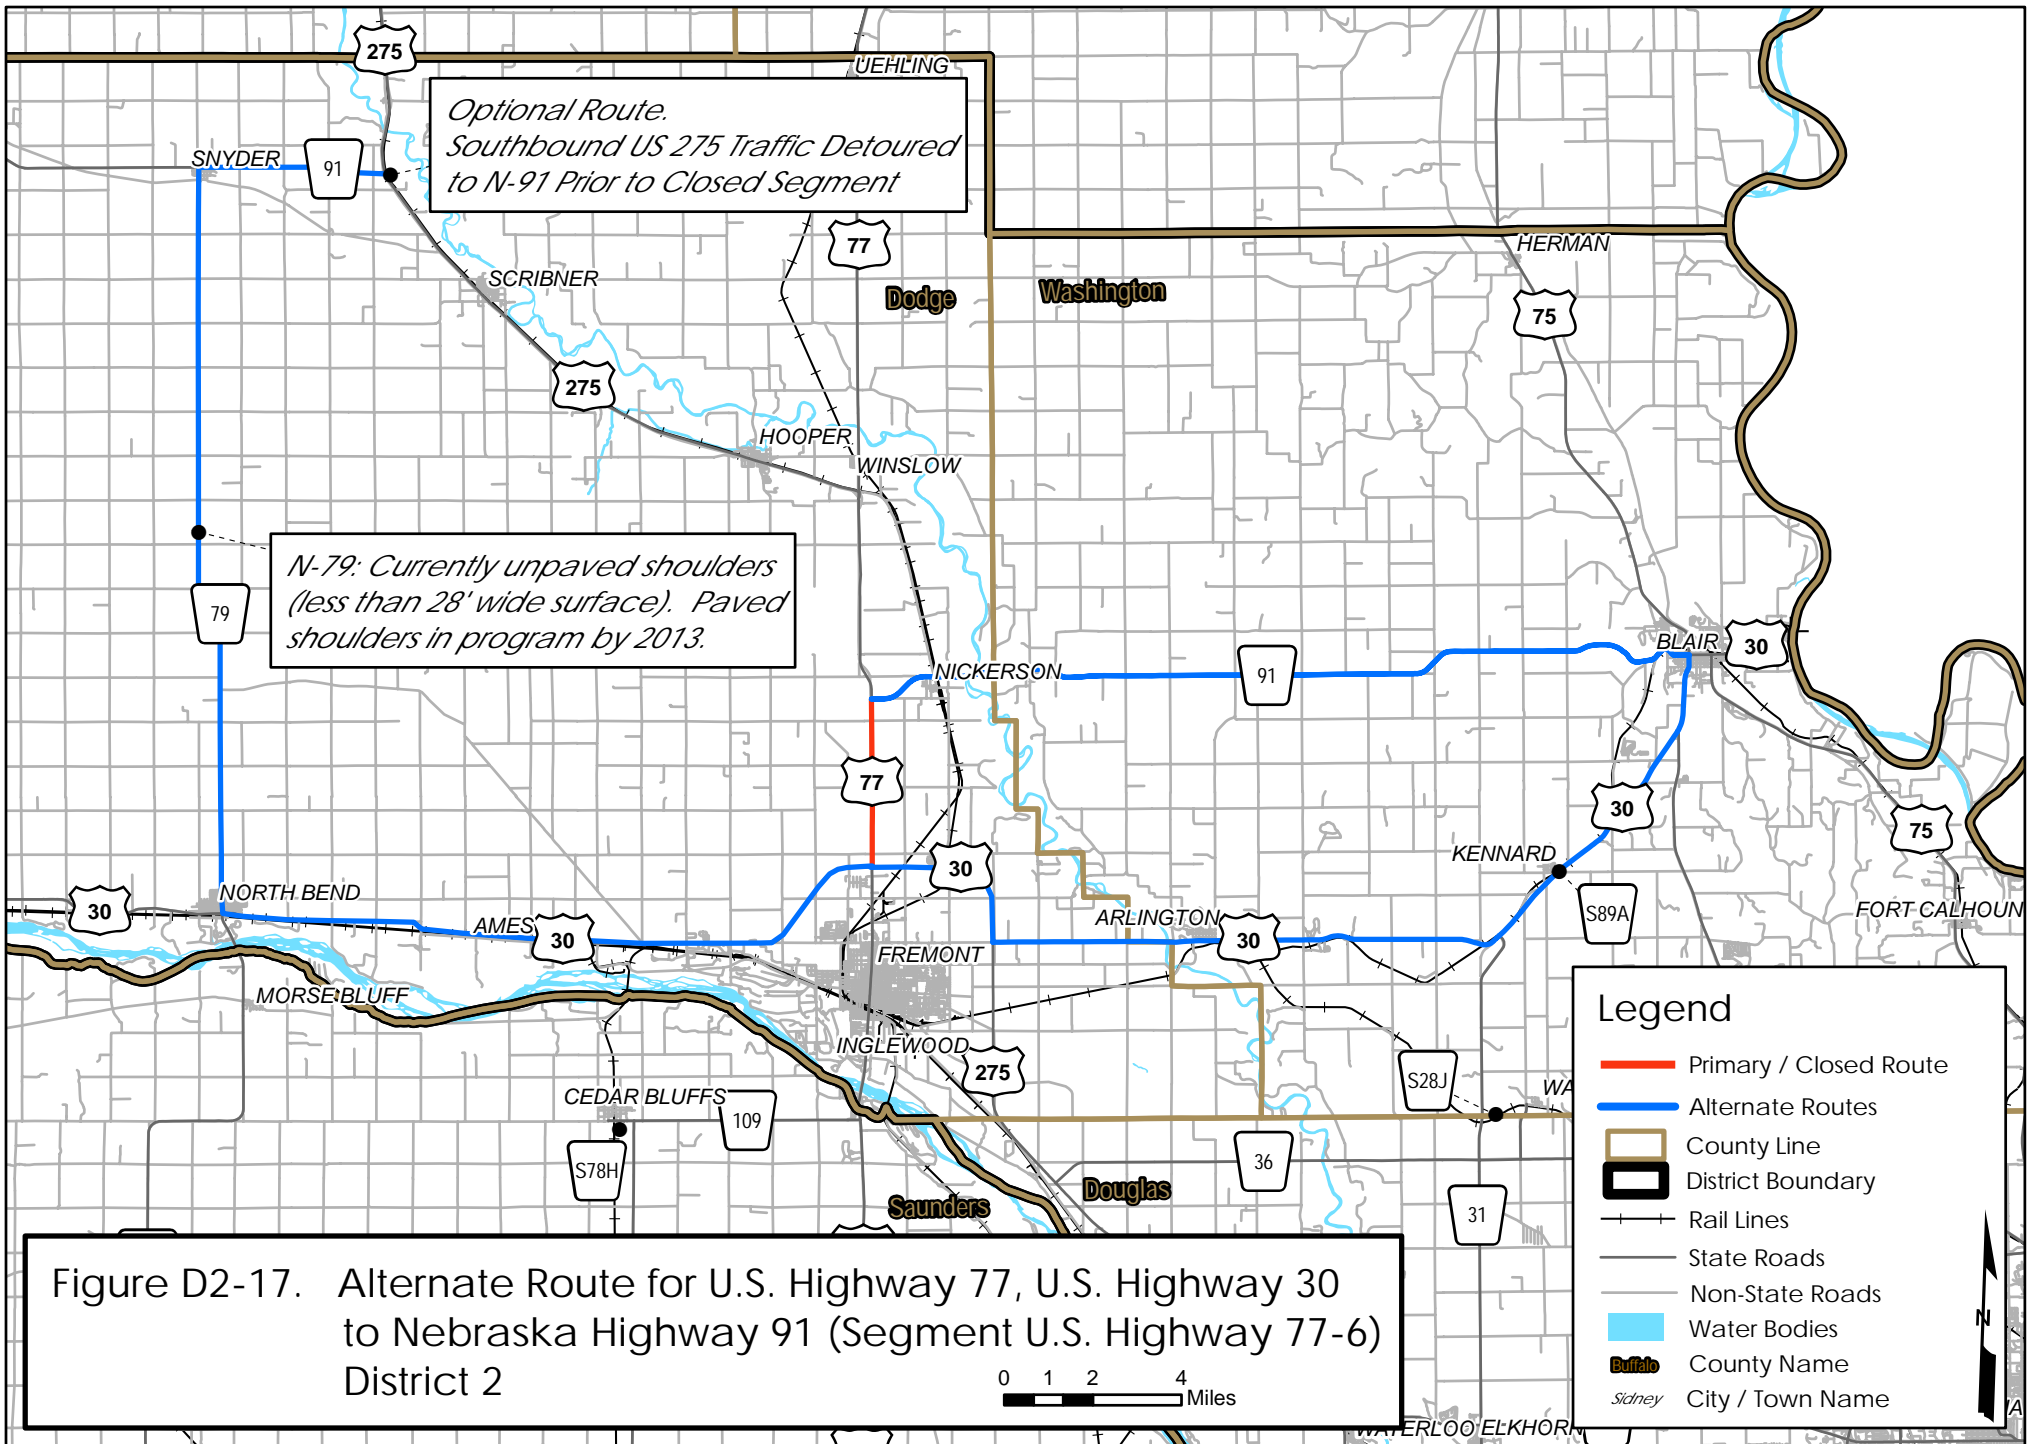 275
UEHLING
Optional Route.
Southbound US 275 Traffic Detoured
to N-91 Prior to Closed Segment
SNYDER
91
77
HERMAN
SCRIBNER
Dodge
Washington
75
275
HOOPER
WINSLOW
N-79: Currently unpaved shoulders
(less than 28' wide surface). Paved
shoulders in program by 2013.
79
BLAIR
30
NICKERSON
91
77
30
75
30
KENNARD
NORTH BEND
30
AMES
30
ARLINGTON
30
S89A
FORT CALHOUN
FREMONT
MORSE BLUFF
INGLEWOOD
275
S28J
WA
CEDAR BLUFFS
109
S78H
36
31
Douglas
Saunders
Legend
Primary / Closed Route
Alternate Routes
County Line
District Boundary
Rail Lines
State Roads
Non-State Roads
Water Bodies
Buffalo County Name
Sidney City / Town Name
N
Figure D2-17. Alternate Route for U.S. Highway 77, U.S. Highway 30
to Nebraska Highway 91 (Segment U.S. Highway 77-6)
District 2
0 1 2 4
Miles
WATERLOO
ELKHORN
A